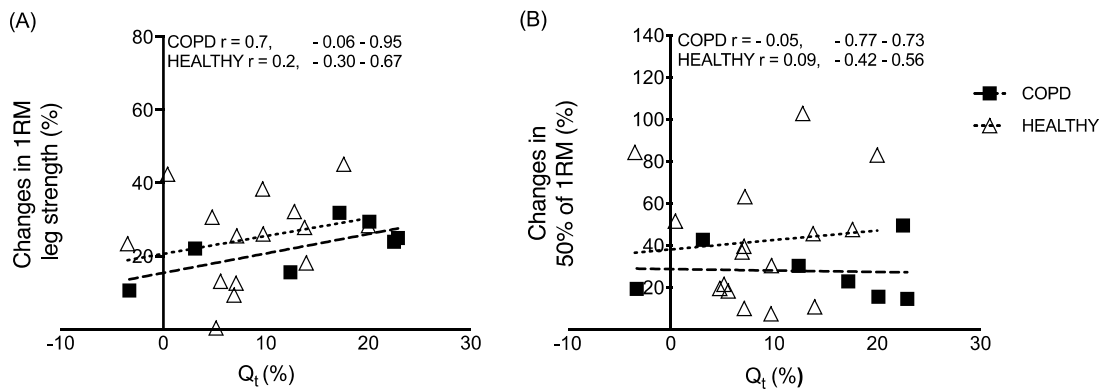 (A)
COPD r = 0.7, - 0.06 - 0.95
HEALTHY r = 0.2, - 0.30 - 0.67
Changes in 1RM
leg strength (%)
80
60
40
20
-10 0 10 20 30
Qt (%)
(B)
COPD r = - 0.05, - 0.77 - 0.73
HEALTHY r = 0.09, - 0.42 - 0.56
Changes in
50% of 1RM (%)
140
120
100
80
60
40
20
-10 0 10 20 30
Qt (%)
COPD
HEALTHY